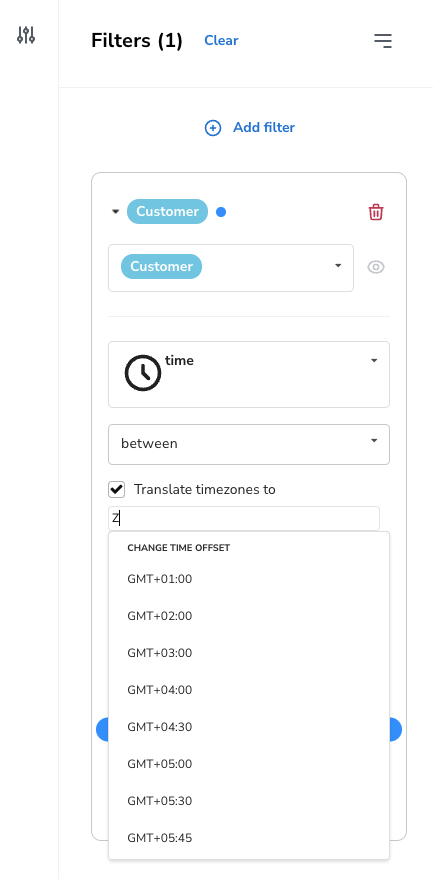 Filters (1) Clear
Add filter
Customer
Customer
time
between
Translate timezones to
Z
CHANGE TIME OFFSET
GMT+01:00
GMT+02:00
GMT+03:00
GMT+04:00
GMT+04:30
GMT+05:00
GMT+05:30
GMT+05:45